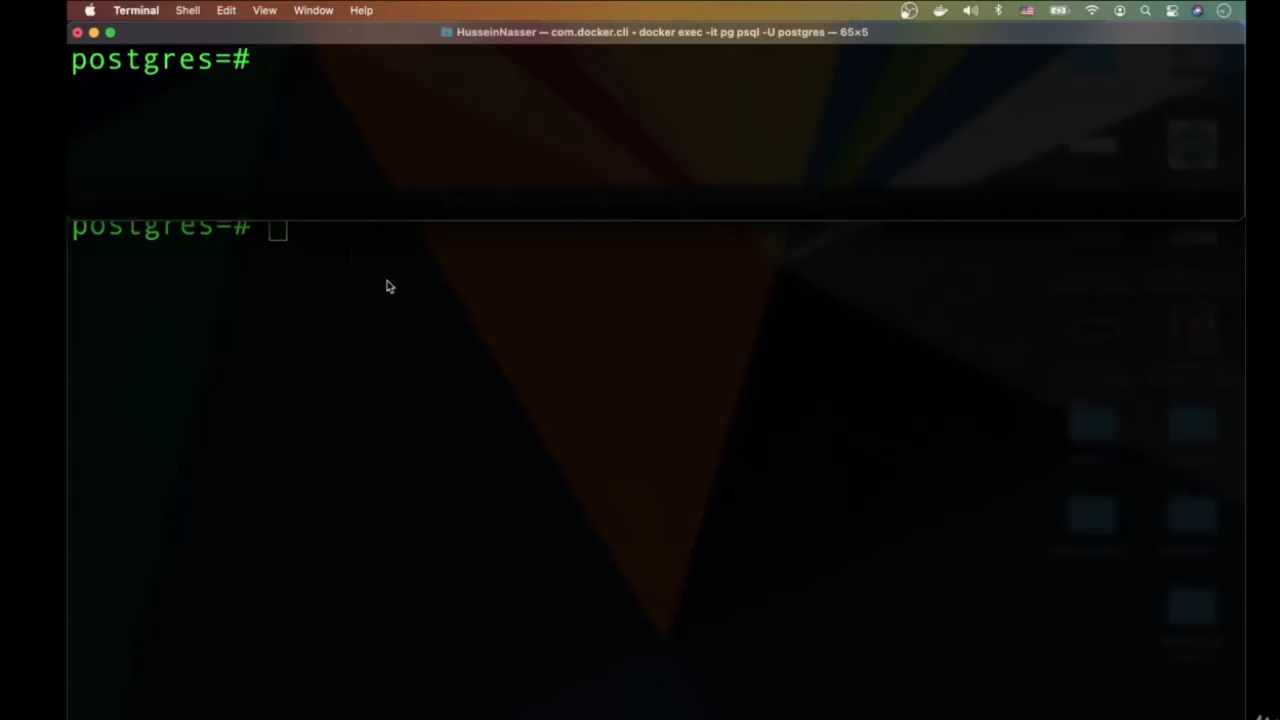 Terminal Shell Edit View Window Help
HusseinNasser — com.docker.cli • docker exec -it pg psql -U postgres — 65×5
postgres=#
postgres=#